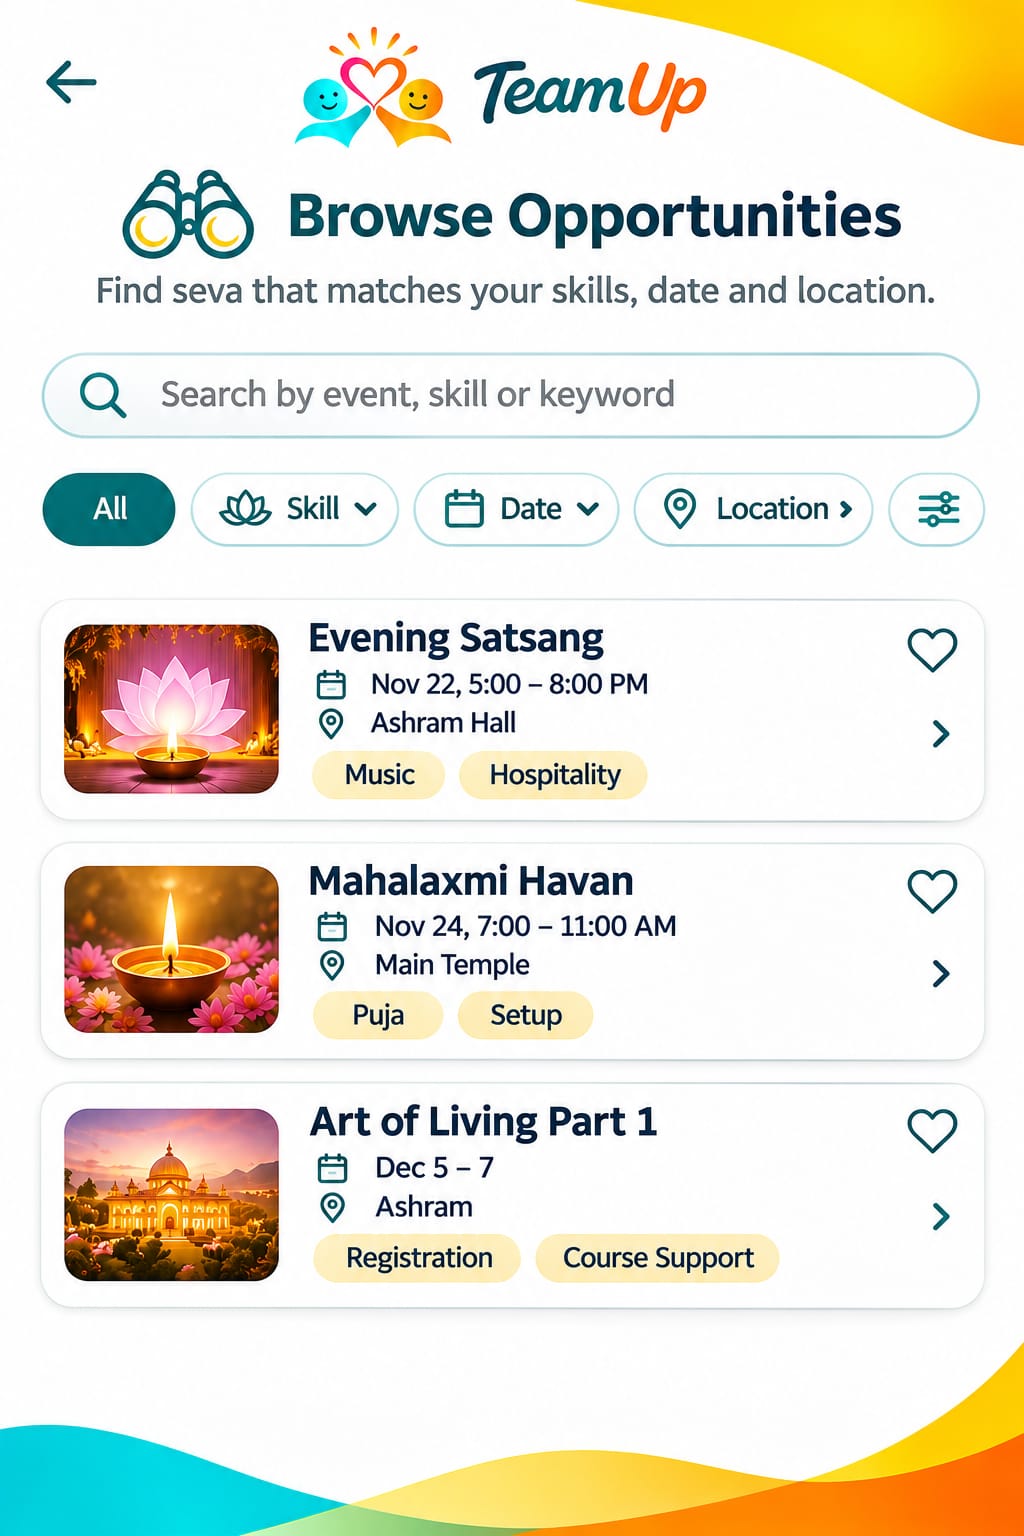 TeamUp
Browse Opportunities
Find seva that matches your skills, date and location.
Search by event, skill or keyword
All
Skill
Date
Location
Evening Satsang
Nov 22, 5:00 – 8:00 PM
Ashram Hall
Music
Hospitality
Mahalaxmi Havan
Nov 24, 7:00 – 11:00 AM
Main Temple
Puja
Setup
Art of Living Part 1
Dec 5 – 7
Ashram
Registration
Course Support